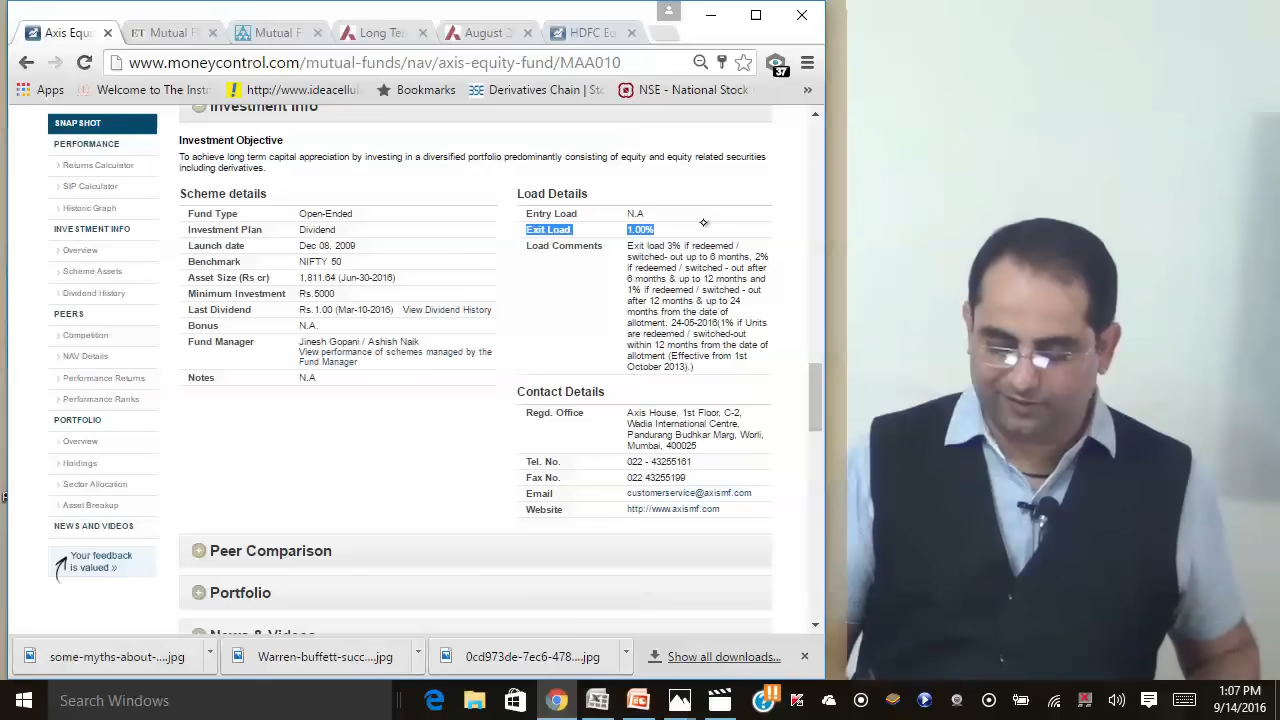 Axis Equ
ET Mutual F
Mutual F
Long Te
August 2
HDFC Eq
www.moneycontrol.com/mutual-funds/nav/axis-equity-fund/MAA010
37
Apps
Welcome to The Instr
http://www.ideacellul
Bookmarks
Derivatives Chain | Sto
NSE - National Stock
»
Investment Info
SNAPSHOT
PERFORMANCE
Returns Calculator
SIP Calculator
Historic Graph
INVESTMENT INFO
Overview
Scheme Assets
Dividend History
PEERS
Competition
NAV Details
Performance Returns
Performance Ranks
PORTFOLIO
Overview
Holdings
Sector Allocation
Asset Breakup
NEWS AND VIDEOS
Your feedback
is valued »
Investment Objective
To achieve long term capital appreciation by investing in a diversified portfolio predominantly consisting of equity and equity related securities
including derivatives.
Scheme details
Fund Type Open-Ended
Investment Plan Dividend
Launch date Dec 08, 2009
Benchmark NIFTY 50
Asset Size (Rs cr) 1,811.64 (Jun-30-2016)
Minimum Investment Rs.5000
Last Dividend Rs.1.00 (Mar-10-2016) View Dividend History
Bonus N.A.
Fund Manager Jinesh Gopani / Ashish Naik
View performance of schemes managed by the
Fund Manager
Notes N.A
Load Details
Entry Load N.A
Exit Load 1.00%
Load Comments Exit load 3% if redeemed /
switched- out up to 6 months, 2%
if redeemed / switched - out after
6 months & up to 12 months and
1% if redeemed / switched - out
after 12 months & up to 24
months from the date of
allotment. 24-05-2016(1% if Units
are redeemed / switched-out
within 12 months from the date of
allotment (Effective from 1st
October 2013).)
Contact Details
Regd. Office Axis House, 1st Floor, C-2,
Wadia International Centre,
Pandurang Budhkar Marg, Worli,
Mumbai, 400025
Tel. No. 022 - 43255161
Fax No. 022 43255199
Email customerservice@axismf.com
Website http://www.axismf.com
Peer Comparison
Portfolio
News & Videos
some-myths-about-....jpg
Warren-buffett-succ....jpg
0cd973de-7ec6-478....jpg
Show all downloads...
Search Windows
1:07 PM
9/14/2016